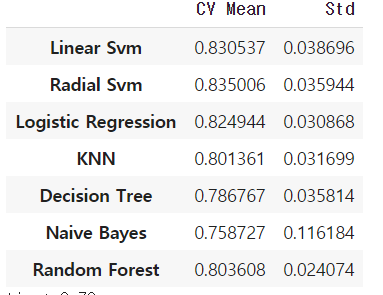 CV Mean Std
Linear Svm 0.830537 0.038696
Radial Svm 0.835006 0.035944
Logistic Regression 0.824944 0.030868
KNN 0.801361 0.031699
Decision Tree 0.786767 0.035814
Naive Bayes 0.758727 0.116184
Random Forest 0.803608 0.024074